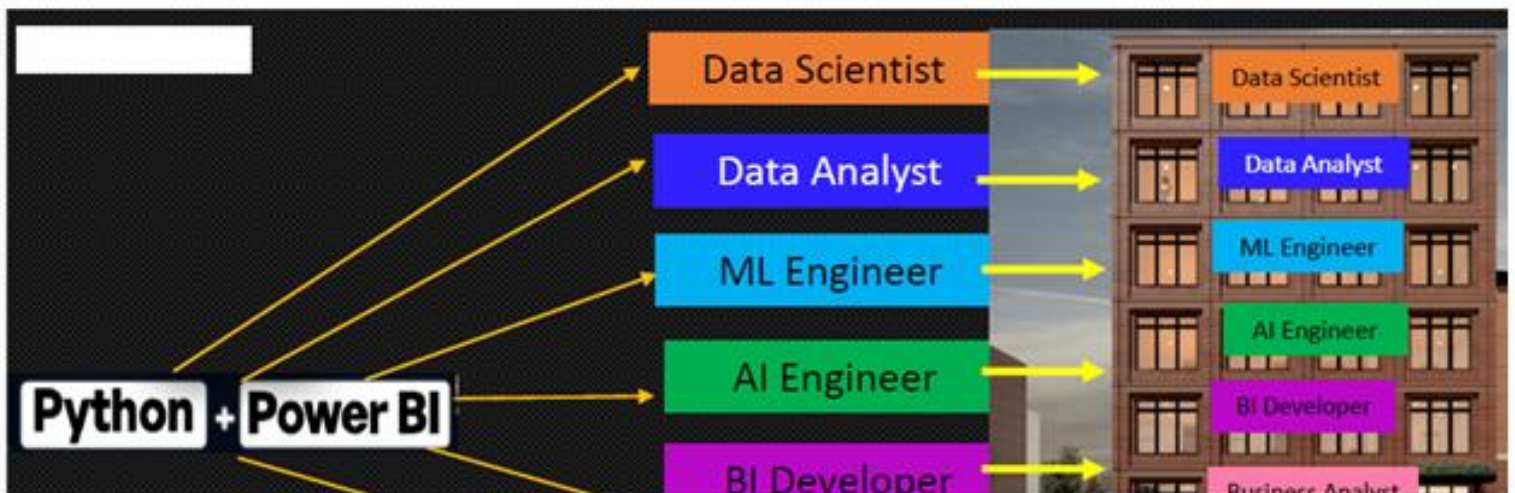 Data Scientist
Data Analyst
ML Engineer
AI Engineer
BI Developer
Python + Power BI
Data Scientist
Data Analyst
ML Engineer
AI Engineer
BI Developer
Business Analyst